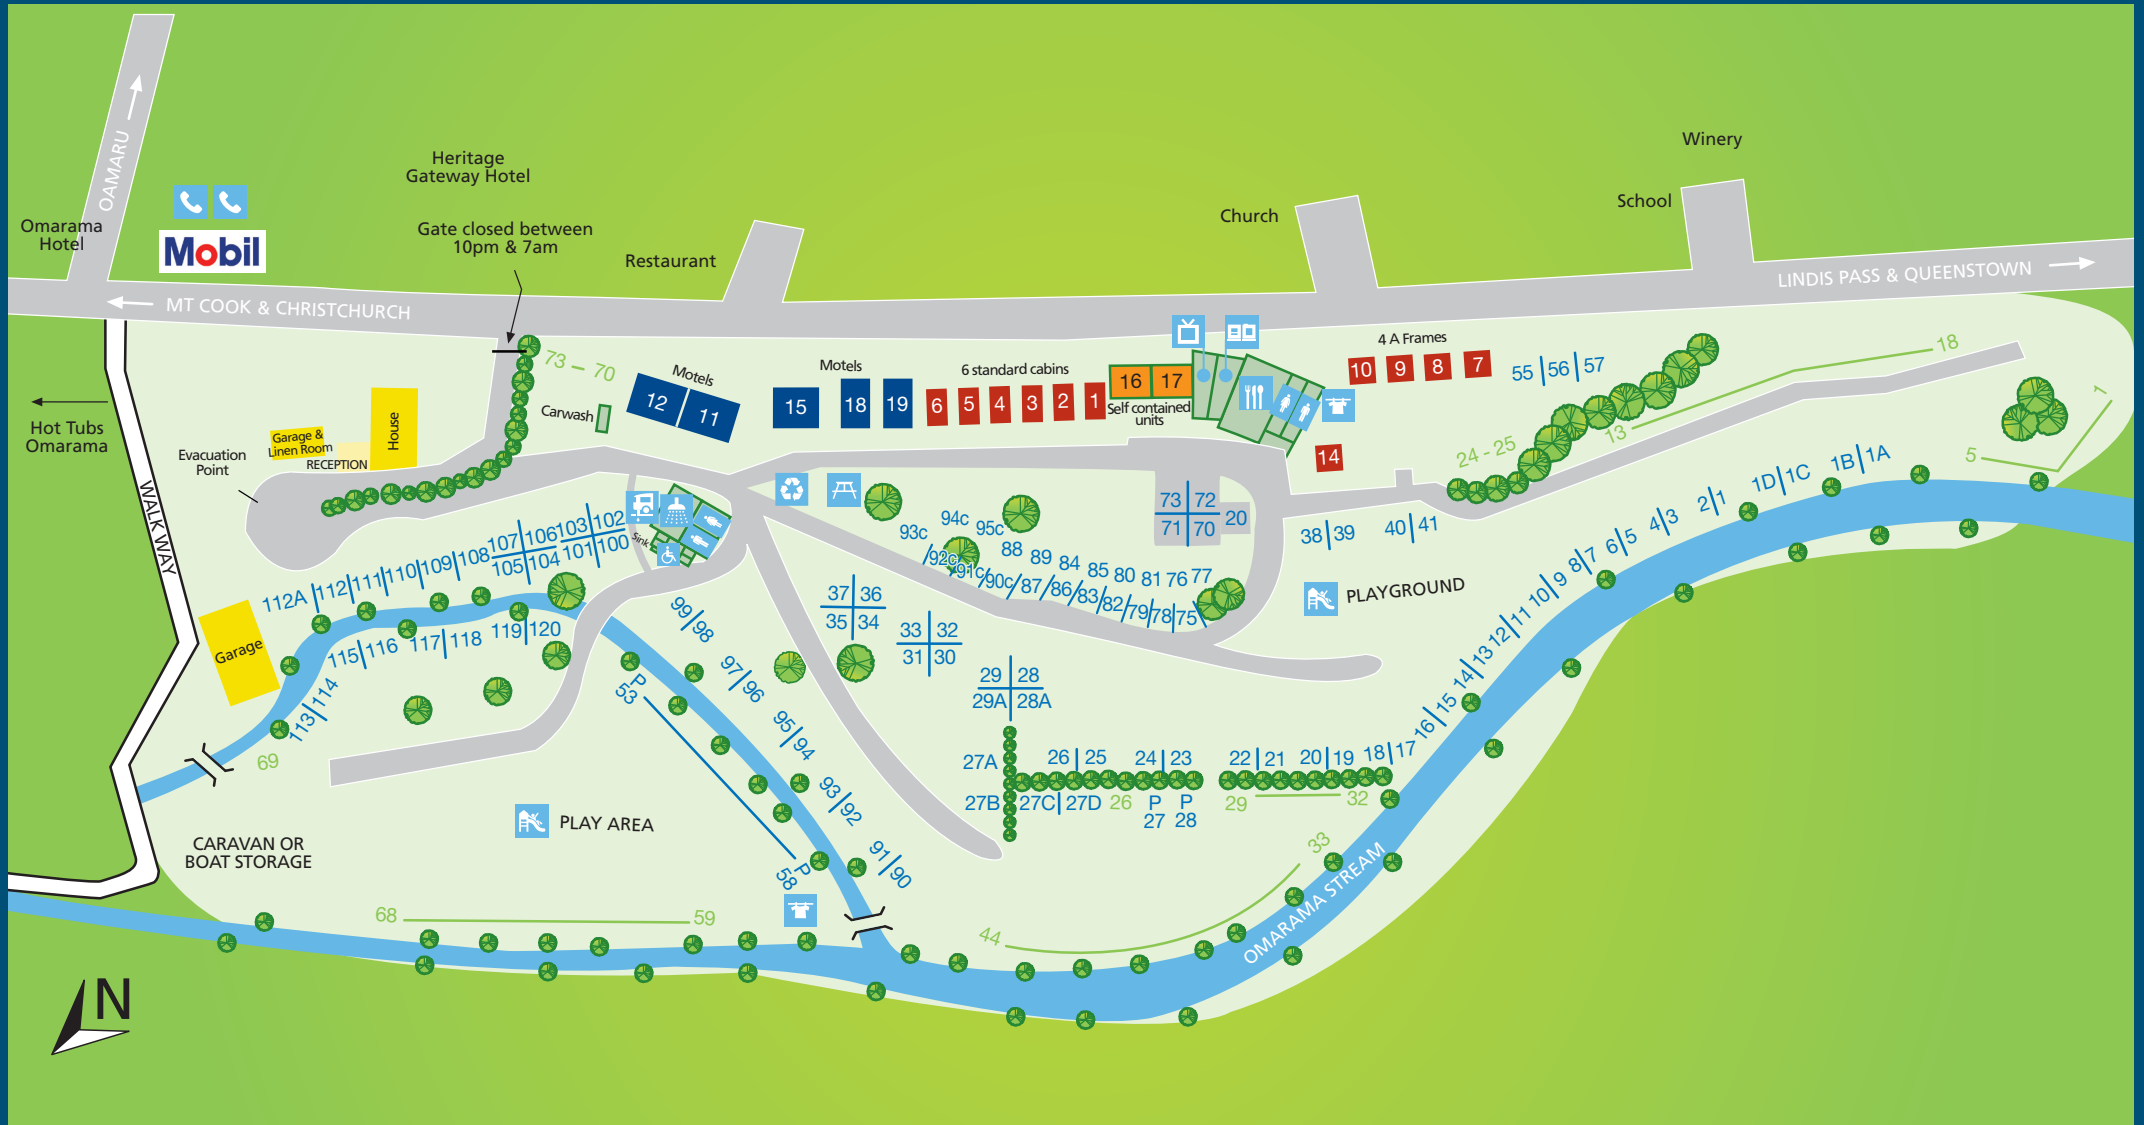 Winery
Heritage
Gateway Hotel
OAMARU
School
Church
Omarama
Hotel
Mobil
Gate closed between
10pm & 7am
Restaurant
LINDIS PASS & QUEENSTOWN
MT COOK & CHRISTCHURCH
4 A Frames
10 9 8 7
55 56 57
18
73 – 70
Motels
12 11
Motels
15 18 19
6 standard cabins
6 5 4 3 2 1
16 17
Self contained
units
Carwash
House
Hot Tubs
Omarama
Garage &
Linen Room
RECEPTION
Evacuation
Point
14
13
24 - 25
1
5
WALK WAY
1D 1C 1B 1A
2 1
4 3
6 5
8 7
10 9
12 11
14 13
16 15
18 17
73 72
71 70
20
38 39
40 41
93c
94c
95c
92c
91c
90c
88 89 84 85 80 81 76 77
87 86 83 82 79 78 75
PLAYGROUND
112A 112 111 110 109 108
107 106 103 102
105 104 101 100
Sink
37 36
35 34
33 32
31 30
29 28
29A 28A
Garage
115 116 117 118 119 120
113 114
69
99 98
97 96
95 94
93 92
91 90
P
53
P
58
27A
26 25 24 23
22 21 20 19
27B 27C 27D 26
P
27
P
28
29 32
PLAY AREA
CARAVAN OR
BOAT STORAGE
33
44
68 59
OMARAMA STREAM
N